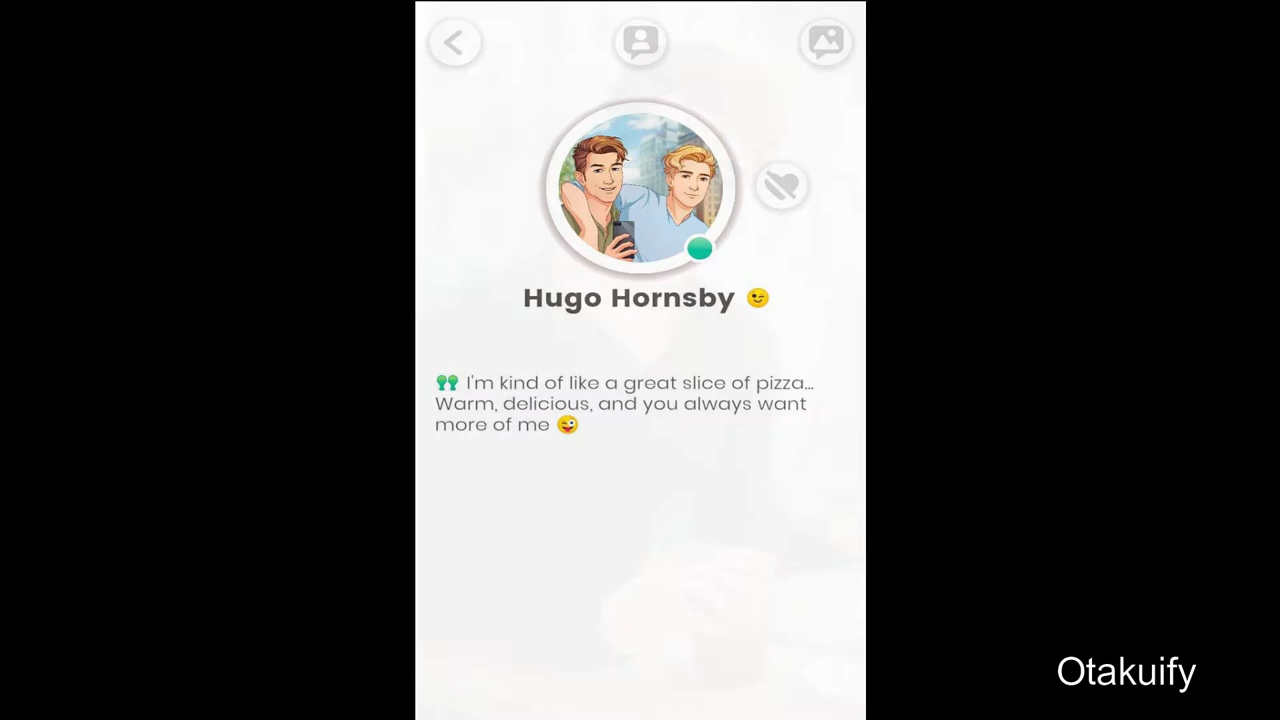 Hugo Hornsby 😉
I'm kind of like a great slice of pizza...
Warm, delicious, and you always want
more of me 😜
Otakuify